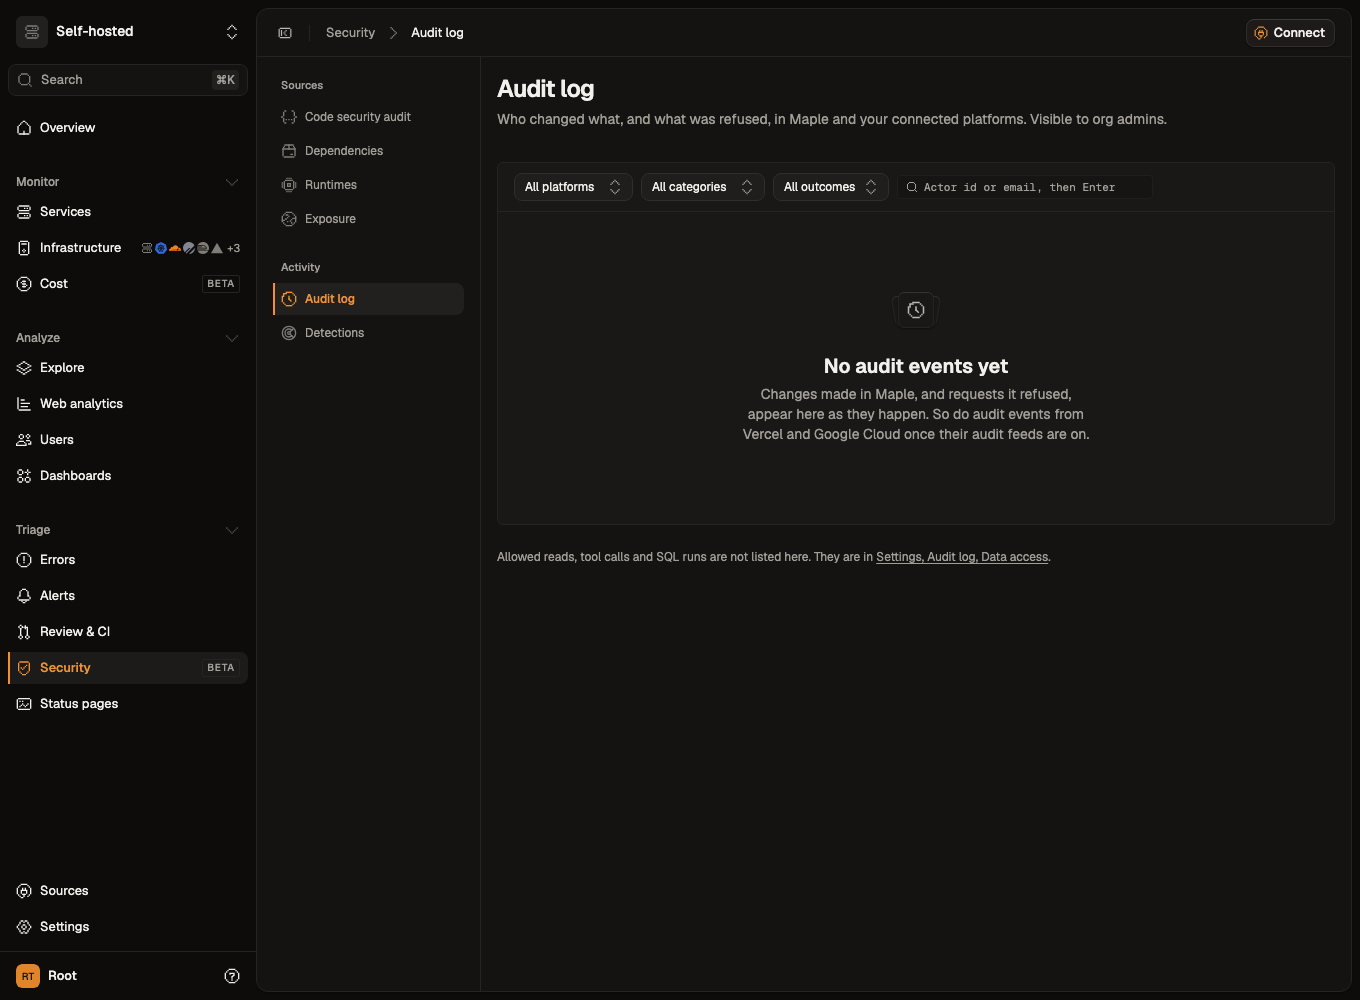 Self-hosted
Search ⌘K
Overview
Monitor
Services
Infrastructure +3
Cost BETA
Analyze
Explore
Web analytics
Users
Dashboards
Triage
Errors
Alerts
Review & CI
Security BETA
Status pages
Sources
Settings
RT Root
Security Audit log
Connect
Sources
Code security audit
Dependencies
Runtimes
Exposure
Activity
Audit log
Detections
Audit log
Who changed what, and what was refused, in Maple and your connected platforms. Visible to org admins.
All platforms All categories All outcomes Actor id or email, then Enter
No audit events yet
Changes made in Maple, and requests it refused,
appear here as they happen. So do audit events from
Vercel and Google Cloud once their audit feeds are on.
Allowed reads, tool calls and SQL runs are not listed here. They are in Settings, Audit log, Data access.